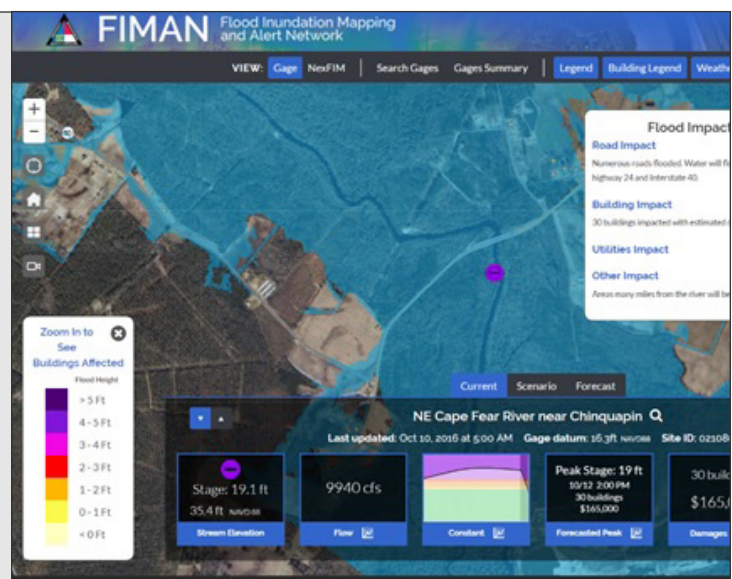 FIMAN Flood Inundation Mapping
and Alert Network
VIEW: Gage NexFIM | Search Gages Gages Summary | Legend Building Legend
+
−
Flood Impact
Road Impact
Numerous roads flooded. Water will
highway 24 and Interstate 40.
Building Impact
30 buildings impacted with estimated
Utilities Impact
Other Impact
Areas many miles from the river will be
Zoom In to
See
Buildings Affected
Flood Height
> 5 Ft
4 - 5 Ft
3 - 4 Ft
2 - 3 Ft
1 - 2 Ft
0 - 1 Ft
< 0 Ft
Current Scenario Forecast
NE Cape Fear River near Chinquapin
Last updated: Oct 10, 2016 at 5:00 AM Gage datum: 16.3ft NAVD88 Site ID: 02108
Stage: 19.1 ft
35.4 ft NAVD 88
Stream Elevation
9940 cfs
Flow
Constant
Peak Stage: 19 ft
10/12 2:00PM
30 buildings
$165,000
Forecasted Peak
30 build
$165,
Damages